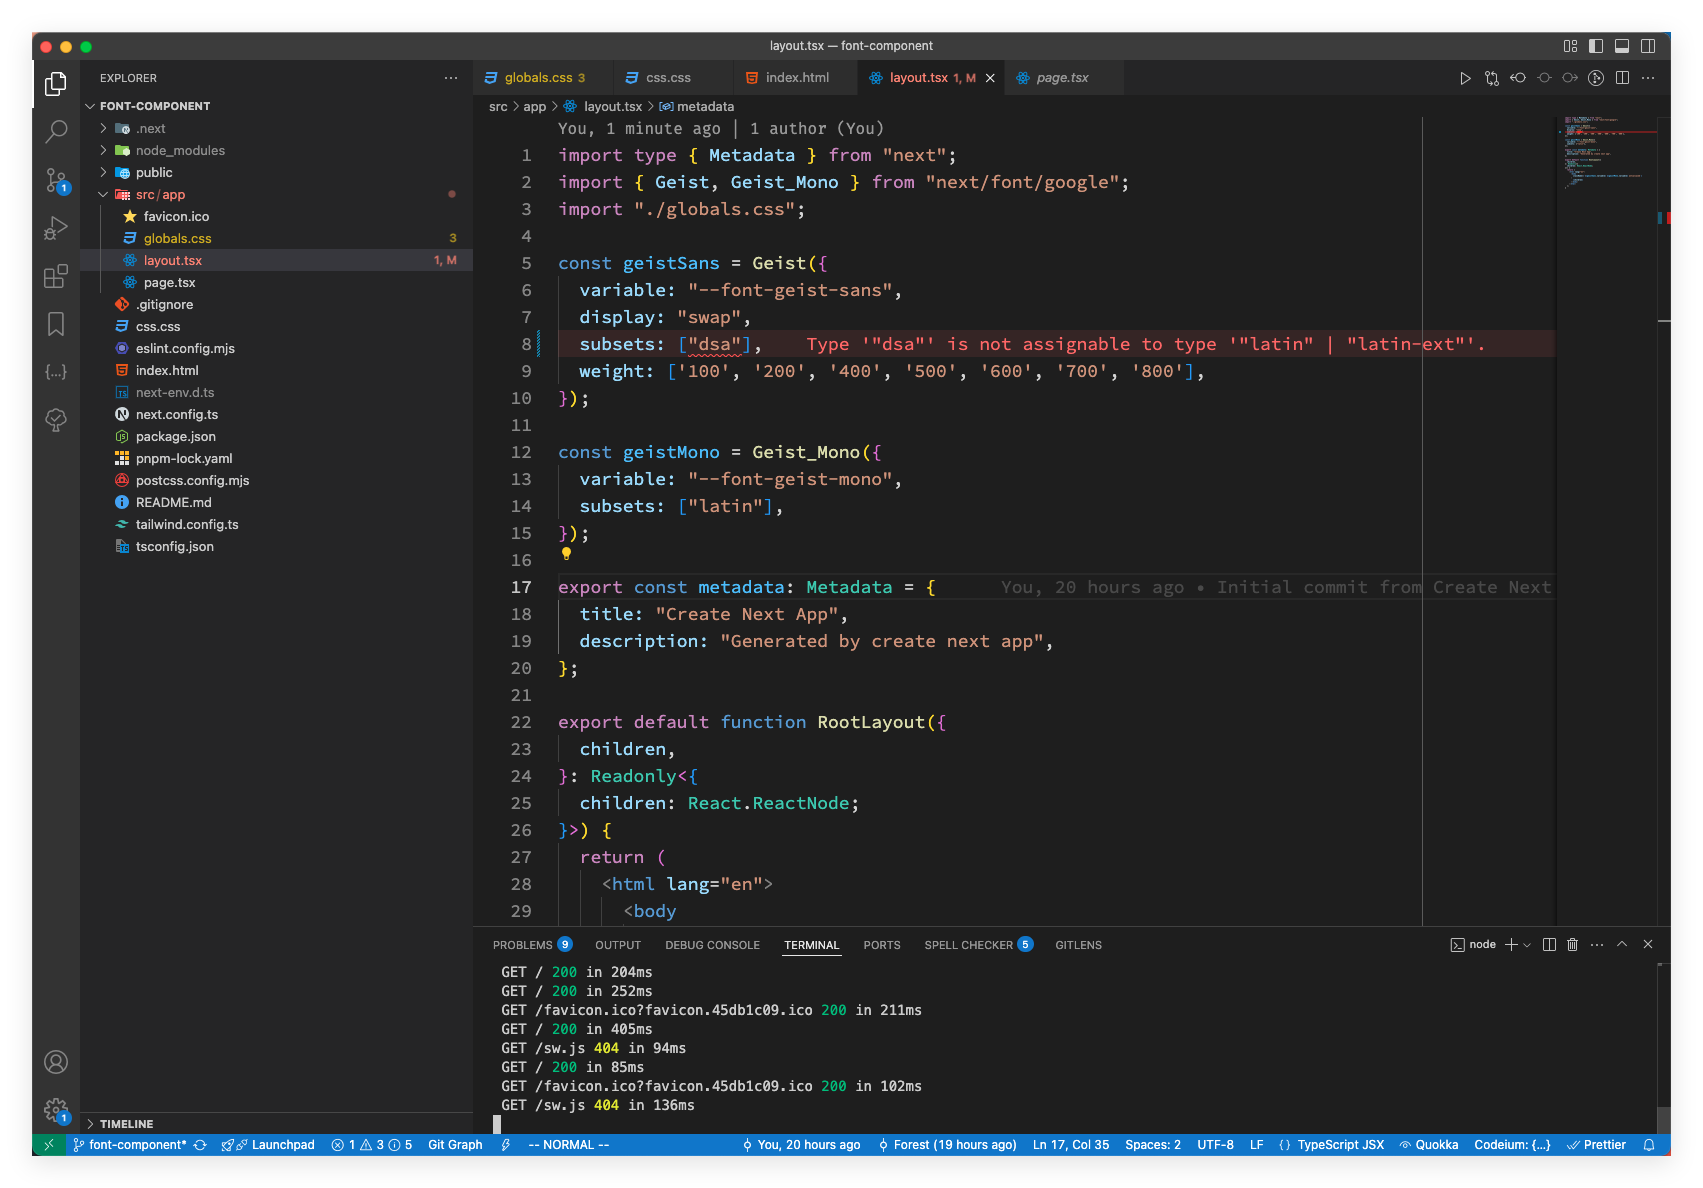 layout.tsx — font-component
EXPLORER
FONT-COMPONENT
.next
node_modules
public
src/app
favicon.ico
globals.css 3
layout.tsx 1, M
page.tsx
.gitignore
css.css
eslint.config.mjs
index.html
next-env.d.ts
next.config.ts
package.json
pnpm-lock.yaml
postcss.config.mjs
README.md
tailwind.config.ts
tsconfig.json
TIMELINE
globals.css 3 css.css index.html layout.tsx 1, M page.tsx
src > app > layout.tsx > metadata
You, 1 minute ago | 1 author (You)
1 import type { Metadata } from "next";
2 import { Geist, Geist_Mono } from "next/font/google";
3 import "./globals.css";
4
5 const geistSans = Geist({
6 variable: "--font-geist-sans",
7 display: "swap",
8 subsets: ["dsa"], Type '"dsa"' is not assignable to type '"latin" | "latin-ext"'.
9 weight: ['100', '200', '400', '500', '600', '700', '800'],
10 });
11
12 const geistMono = Geist_Mono({
13 variable: "--font-geist-mono",
14 subsets: ["latin"],
15 });
16
17 export const metadata: Metadata = { You, 20 hours ago • Initial commit from Create Next
18 title: "Create Next App",
19 description: "Generated by create next app",
20 };
21
22 export default function RootLayout({
23 children,
24 }: Readonly<{
25 children: React.ReactNode;
26 }>) {
27 return (
28 <html lang="en">
29 <body
PROBLEMS 9 OUTPUT DEBUG CONSOLE TERMINAL PORTS SPELL CHECKER 5 GITLENS node
GET / 200 in 204ms
GET / 200 in 252ms
GET /favicon.ico?favicon.45db1c09.ico 200 in 211ms
GET / 200 in 405ms
GET /sw.js 404 in 94ms
GET / 200 in 85ms
GET /favicon.ico?favicon.45db1c09.ico 200 in 102ms
GET /sw.js 404 in 136ms
1
1
font-component* Launchpad 1 3 5 Git Graph -- NORMAL -- You, 20 hours ago Forest (19 hours ago) Ln 17, Col 35 Spaces: 2 UTF-8 LF {} TypeScript JSX Quokka Codeium: {...} Prettier